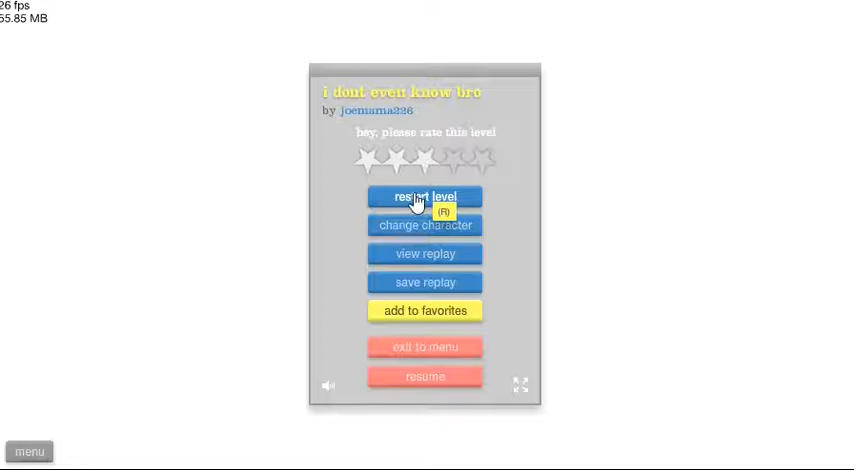 26 fps
55.85 MB
i dont even know bro
by joemama226
hey, please rate this level
restart level
(R)
change character
view replay
save replay
add to favorites
exit to menu
resume
menu